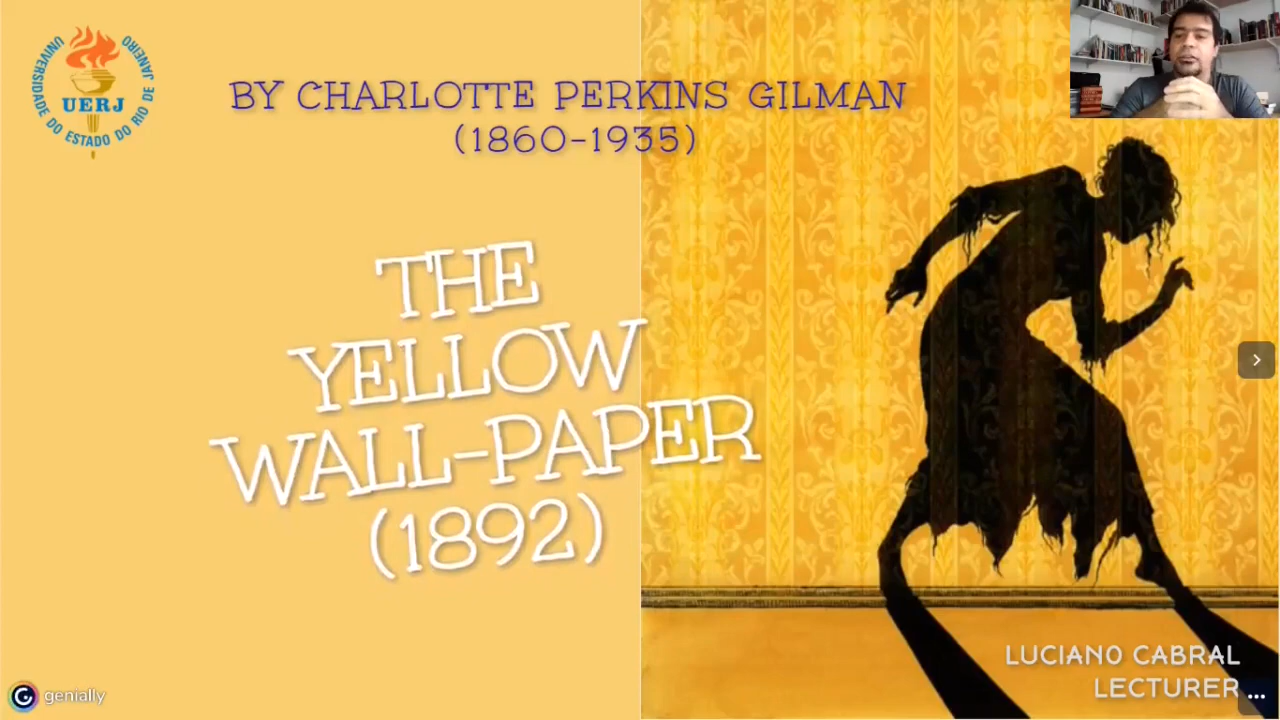 UNIVERSIDADE DO ESTADO DO RIO DE JANEIRO
UERJ
BY CHARLOTTE PERKINS GILMAN
(1860-1935)
THE
YELLOW
WALL-PAPER
(1892)
LUCIANO CABRAL
LECTURER
genially